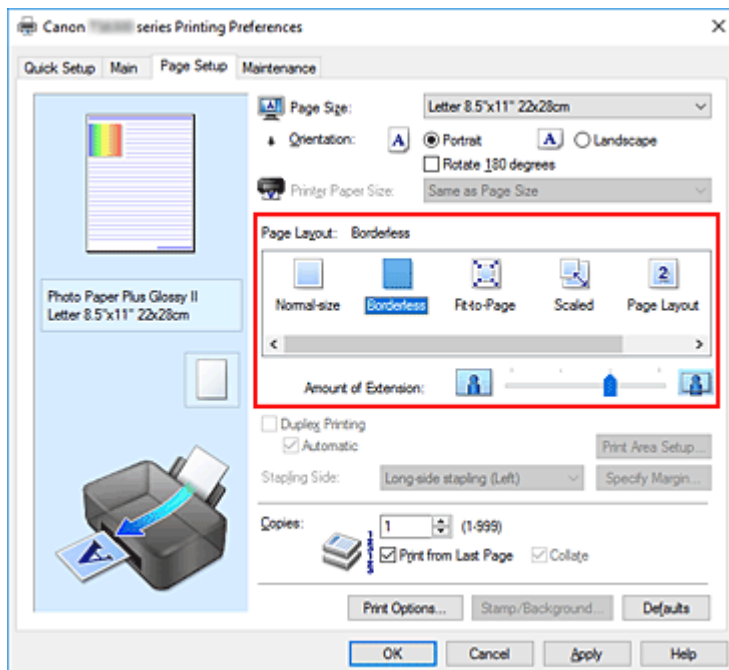 Canon series Printing Preferences
Quick Setup Main Page Setup Maintenance
Page Size: Letter 8.5"x11" 22x28cm
Orientation: A Portrait A Landscape
Rotate 180 degrees
Printer Paper Size: Same as Page Size
Page Layout: Borderless
2
Normal-size Borderless Fit-to-Page Scaled Page Layout
Photo Paper Plus Glossy II
Letter 8.5"x11" 22x28cm
Amount of Extension:
Duplex Printing
Automatic
Print Area Setup...
Stapling Side: Long-side stapling (Left) Specify Margin...
Copies: 1 (1-999)
Print from Last Page Collate
A
Print Options... Stamp/Background... Defaults
OK Cancel Apply Help